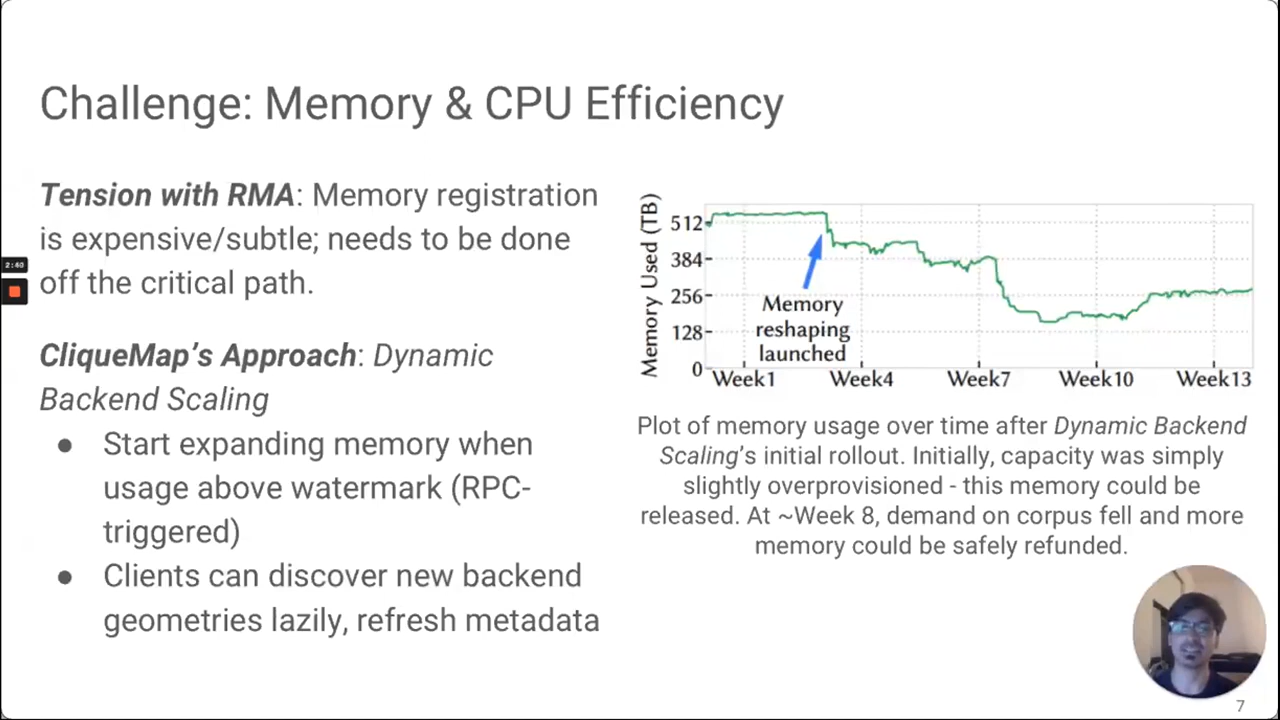 Challenge: Memory & CPU Efficiency
Tension with RMA: Memory registration
is expensive/subtle; needs to be done
off the critical path.
2:40
CliqueMap's Approach: Dynamic
Backend Scaling
● Start expanding memory when
usage above watermark (RPC-
triggered)
● Clients can discover new backend
geometries lazily, refresh metadata
Memory Used (TB)
512
384
256
128
0
Memory
reshaping
launched
Week1 Week4 Week7 Week10 Week13
Plot of memory usage over time after Dynamic Backend
Scaling's initial rollout. Initially, capacity was simply
slightly overprovisioned - this memory could be
released. At ~Week 8, demand on corpus fell and more
memory could be safely refunded.
7